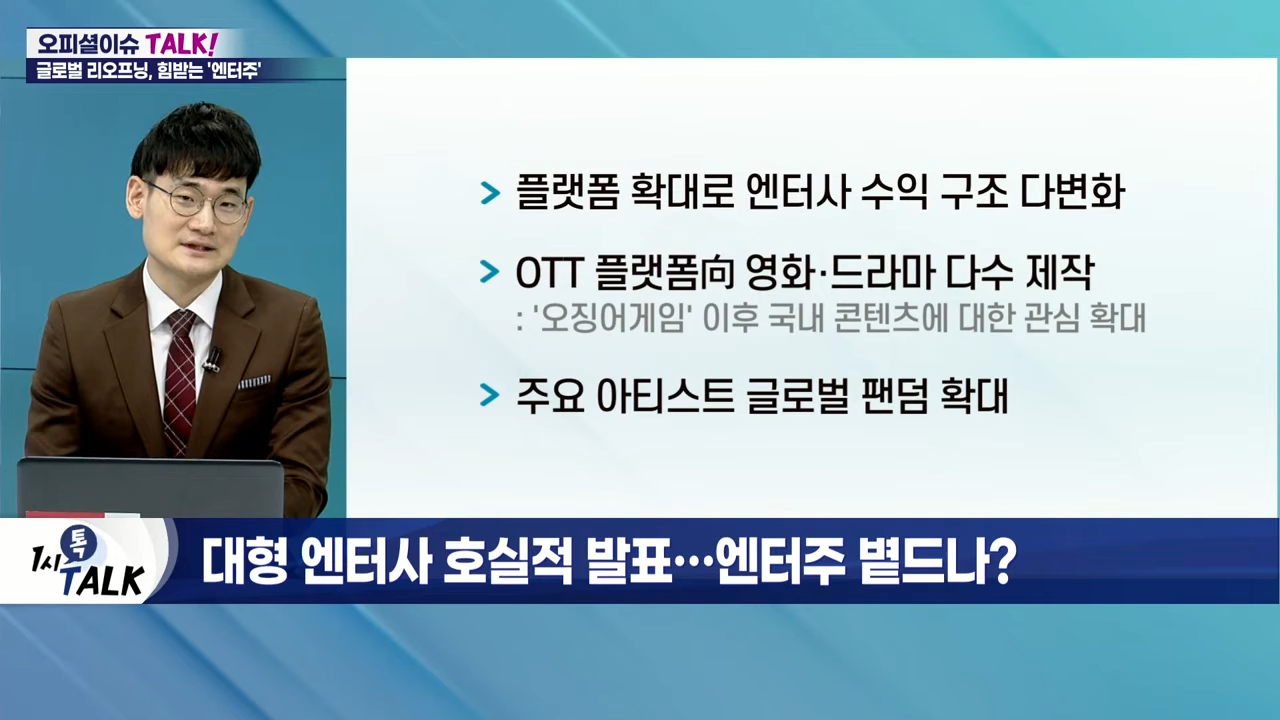 오피셜이슈 TALK!
글로벌 리오프닝, 힘받는 '엔터주'
> 플랫폼 확대로 엔터사 수익 구조 다변화
> OTT 플랫폼向 영화·드라마 다수 제작
: '오징어게임' 이후 국내 콘텐츠에 대한 관심 확대
> 주요 아티스트 글로벌 팬덤 확대
1시 톡 TALK
대형 엔터사 호실적 발표…엔터주 볕드나?